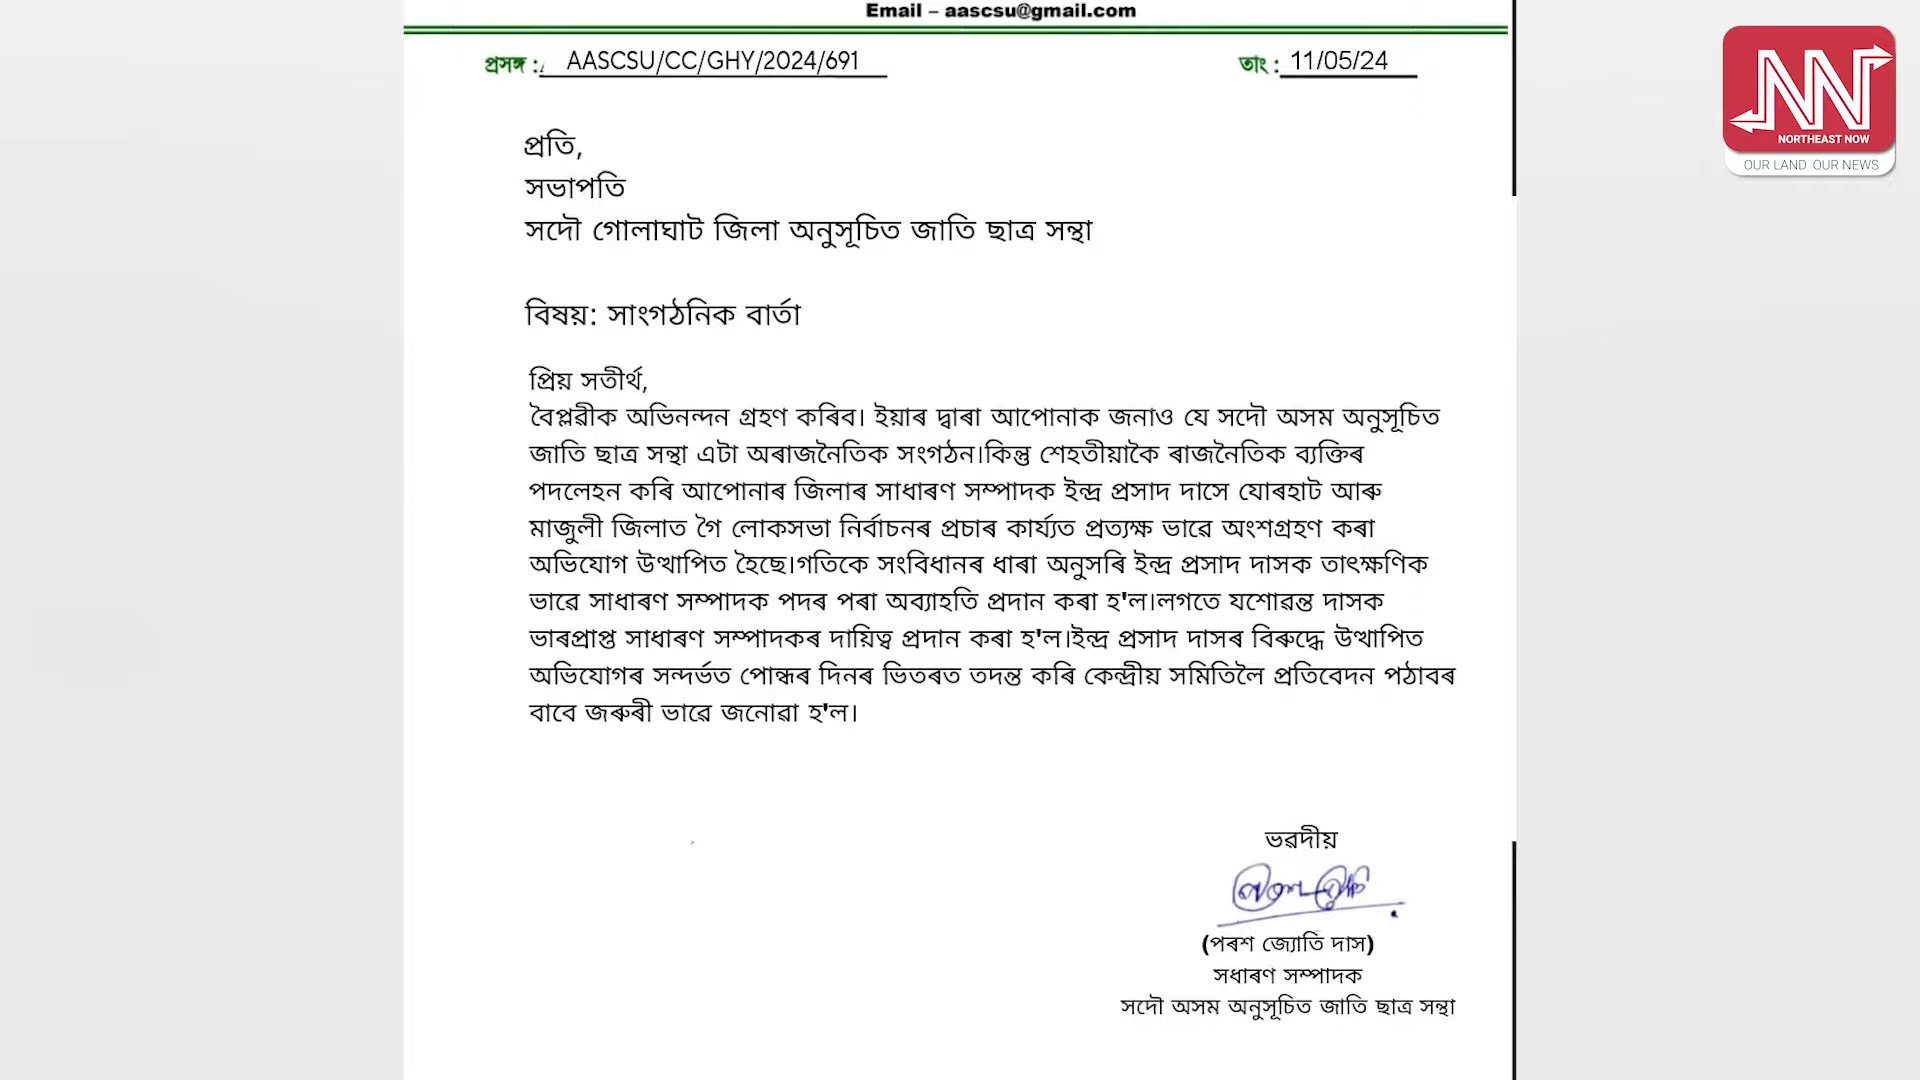 Email – aascsu@gmail.com
প্ৰসঙ্গ : AASCSU/CC/GHY/2024/691
তাং : 11/05/24
NORTHEAST NOW
OUR LAND OUR NEWS
প্ৰতি,
সভাপতি
সদৌ গোলাঘাট জিলা অনুসূচিত জাতি ছাত্ৰ সন্থা
বিষয়: সাংগঠনিক বাৰ্তা
প্ৰিয় সতীৰ্থ,
বৈপ্লৱীক অভিনন্দন গ্ৰহণ কৰিব। ইয়াৰ দ্বাৰা আপোনাক জনাও যে সদৌ অসম অনুসূচিত
জাতি ছাত্ৰ সন্থা এটা অৰাজনৈতিক সংগঠন।কিন্তু শেহতীয়াকৈ ৰাজনৈতিক ব্যক্তিৰ
পদলেহন কৰি আপোনাৰ জিলাৰ সাধাৰণ সম্পাদক ইন্দ্ৰ প্ৰসাদ দাসে যোৰহাট আৰু
মাজুলী জিলাত গৈ লোকসভা নিৰ্বাচনৰ প্ৰচাৰ কাৰ্য্যত প্ৰত্যক্ষ ভাৱে অংশগ্ৰহণ কৰা
অভিযোগ উত্থাপিত হৈছে।গতিকে সংবিধানৰ ধাৰা অনুসৰি ইন্দ্ৰ প্ৰসাদ দাসক তাৎক্ষণিক
ভাৱে সাধাৰণ সম্পাদক পদৰ পৰা অব্যাহতি প্ৰদান কৰা হ'ল।লগতে যশোৱন্ত দাসক
ভাৰপ্ৰাপ্ত সাধাৰণ সম্পাদকৰ দায়িত্ব প্ৰদান কৰা হ'ল।ইন্দ্ৰ প্ৰসাদ দাসৰ বিৰুদ্ধে উত্থাপিত
অভিযোগৰ সন্দৰ্ভত পোন্ধৰ দিনৰ ভিতৰত তদন্ত কৰি কেন্দ্ৰীয় সমিতিলৈ প্ৰতিবেদন পঠাবৰ
বাবে জৰুৰী ভাৱে জনোৱা হ'ল।
ভৱদীয়
(পৰশ জ্যোতি দাস)
সধাৰণ সম্পাদক
সদৌ অসম অনুসূচিত জাতি ছাত্ৰ সন্থা